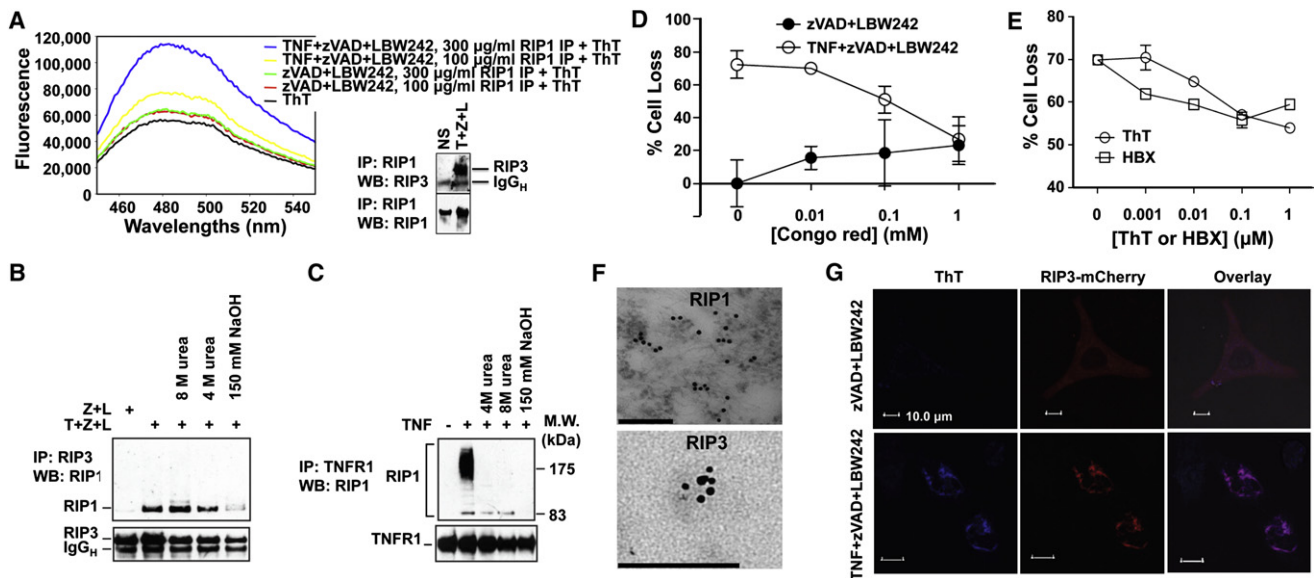 A
Fluorescence
120,000
100,000
80,000
60,000
40,000
20,000
0
460 480 500 520 540
Wavelengths (nm)
TNF+zVAD+LBW242, 300 µg/ml RIP1 IP + ThT
TNF+zVAD+LBW242, 100 µg/ml RIP1 IP + ThT
zVAD+LBW242, 300 µg/ml RIP1 IP + ThT
zVAD+LBW242, 100 µg/ml RIP1 IP + ThT
ThT
NS T+Z+L
IP: RIP1
WB: RIP3
RIP3
IgGH
IP: RIP1
WB: RIP1
D
% Cell Loss
100
80
60
40
20
0
0 0.01 0.1 1
[Congo red] (mM)
zVAD+LBW242
TNF+zVAD+LBW242
E
% Cell Loss
80
70
60
50
40
0 0.001 0.01 0.1 1
[ThT or HBX] (µM)
ThT
HBX
B
8 M urea
4 M urea
150 mM NaOH
Z+L +
T+Z+L + + + +
IP: RIP3
WB: RIP1
RIP1
RIP3
IgGH
C
4M urea
8M urea
150 mM NaOH
TNF - + + + +
M.W.
(kDa)
IP: TNFR1
WB: RIP1
RIP1
175
83
TNFR1
F
RIP1
RIP3
G
ThT RIP3-mCherry Overlay
zVAD+LBW242
10.0 µm
TNF+zVAD+LBW242